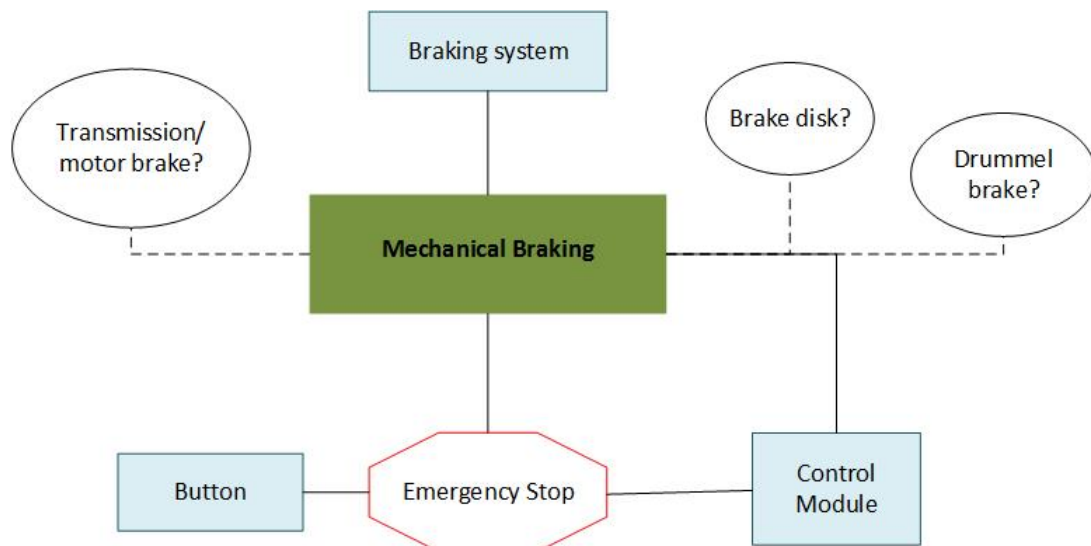 Braking system
Transmission/
motor brake?
Brake disk?
Drummel
brake?
Mechanical Braking
Button
Emergency Stop
Control
Module